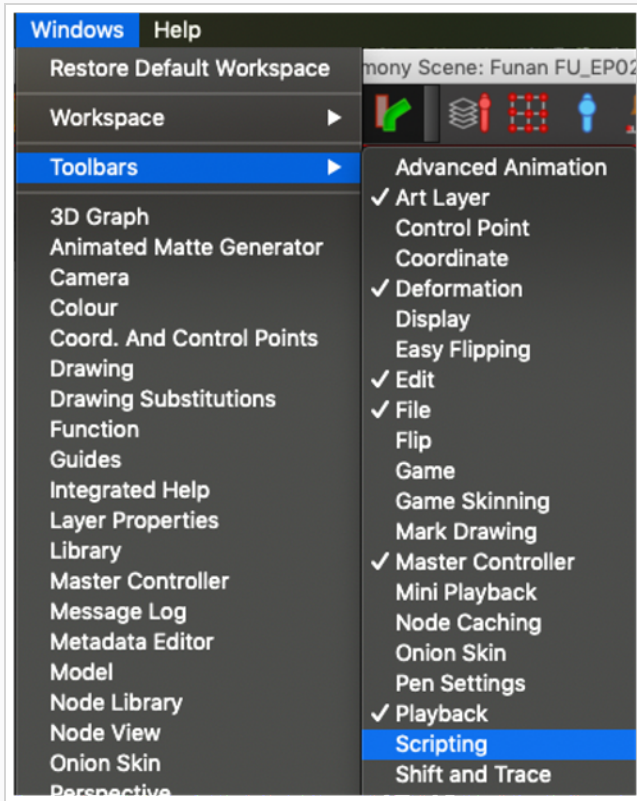 Windows Help
Restore Default Workspace
mony Scene: Funan FU_EP02
Workspace
Toolbars
3D Graph
Animated Matte Generator
Camera
Colour
Coord. And Control Points
Drawing
Drawing Substitutions
Function
Guides
Integrated Help
Layer Properties
Library
Master Controller
Message Log
Metadata Editor
Model
Node Library
Node View
Onion Skin
Perspective
Advanced Animation
✓ Art Layer
Control Point
Coordinate
✓ Deformation
Display
Easy Flipping
✓ Edit
✓ File
Flip
Game
Game Skinning
Mark Drawing
✓ Master Controller
Mini Playback
Node Caching
Onion Skin
Pen Settings
✓ Playback
Scripting
Shift and Trace